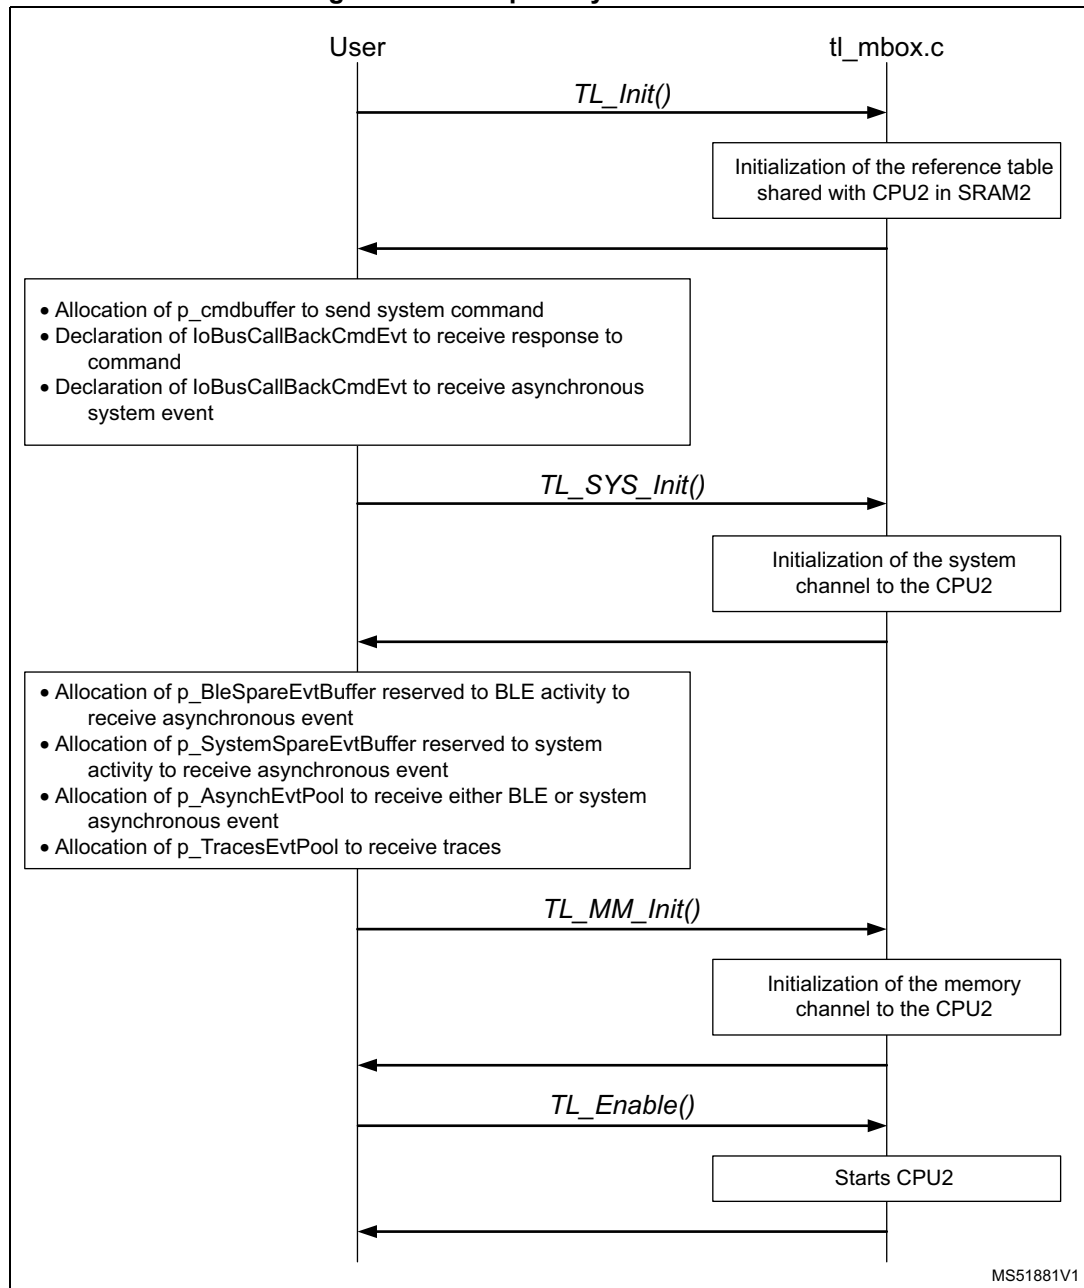 User
tl_mbox.c
TL_Init()
Initialization of the reference table
shared with CPU2 in SRAM2
• Allocation of p_cmdbuffer to send system command
• Declaration of IoBusCallBackCmdEvt to receive response to
command
• Declaration of IoBusCallBackCmdEvt to receive asynchronous
system event
TL_SYS_Init()
Initialization of the system
channel to the CPU2
• Allocation of p_BleSpareEvtBuffer reserved to BLE activity to
receive asynchronous event
• Allocation of p_SystemSpareEvtBuffer reserved to system
activity to receive asynchronous event
• Allocation of p_AsynchEvtPool to receive either BLE or system
asynchronous event
• Allocation of p_TracesEvtPool to receive traces
TL_MM_Init()
Initialization of the memory
channel to the CPU2
TL_Enable()
Starts CPU2
MS51881V1